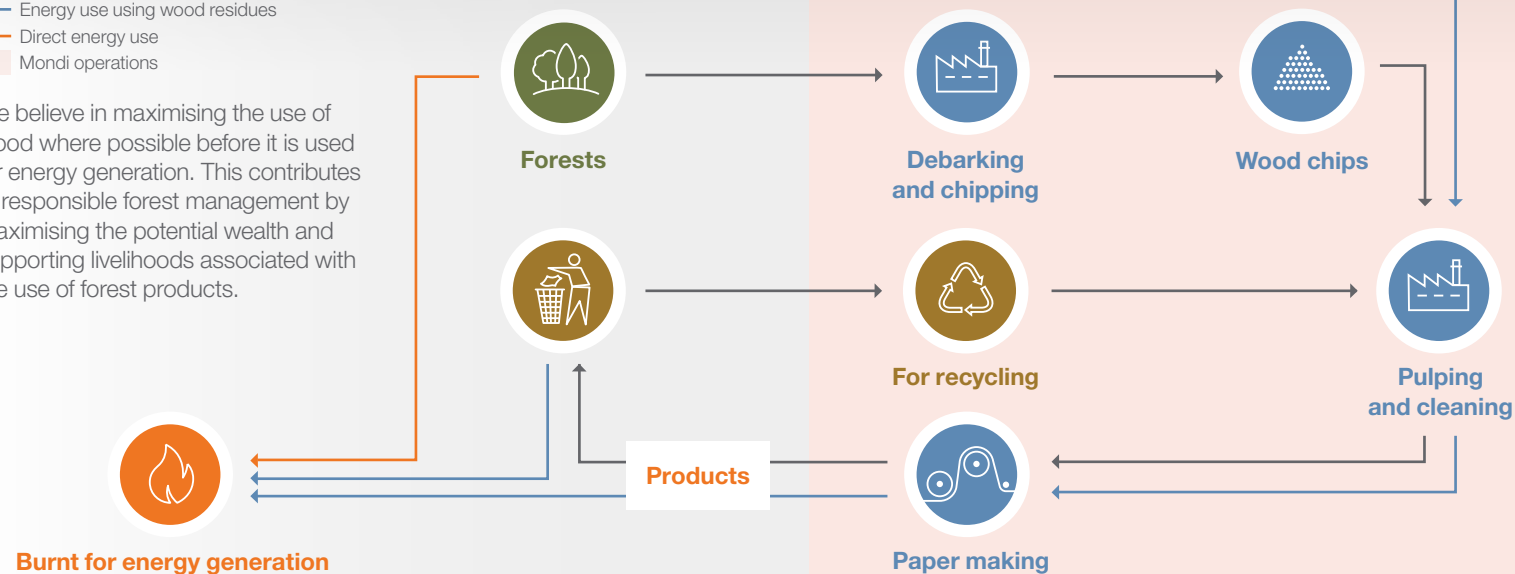 Energy use using wood residues
Direct energy use
Mondi operations
e believe in maximising the use of
ood where possible before it is used
r energy generation. This contributes
responsible forest management by
aximising the potential wealth and
pporting livelihoods associated with
e use of forest products.
Forests
Debarking
and chipping
Wood chips
For recycling
Pulping
and cleaning
Products
Burnt for energy generation
Paper making